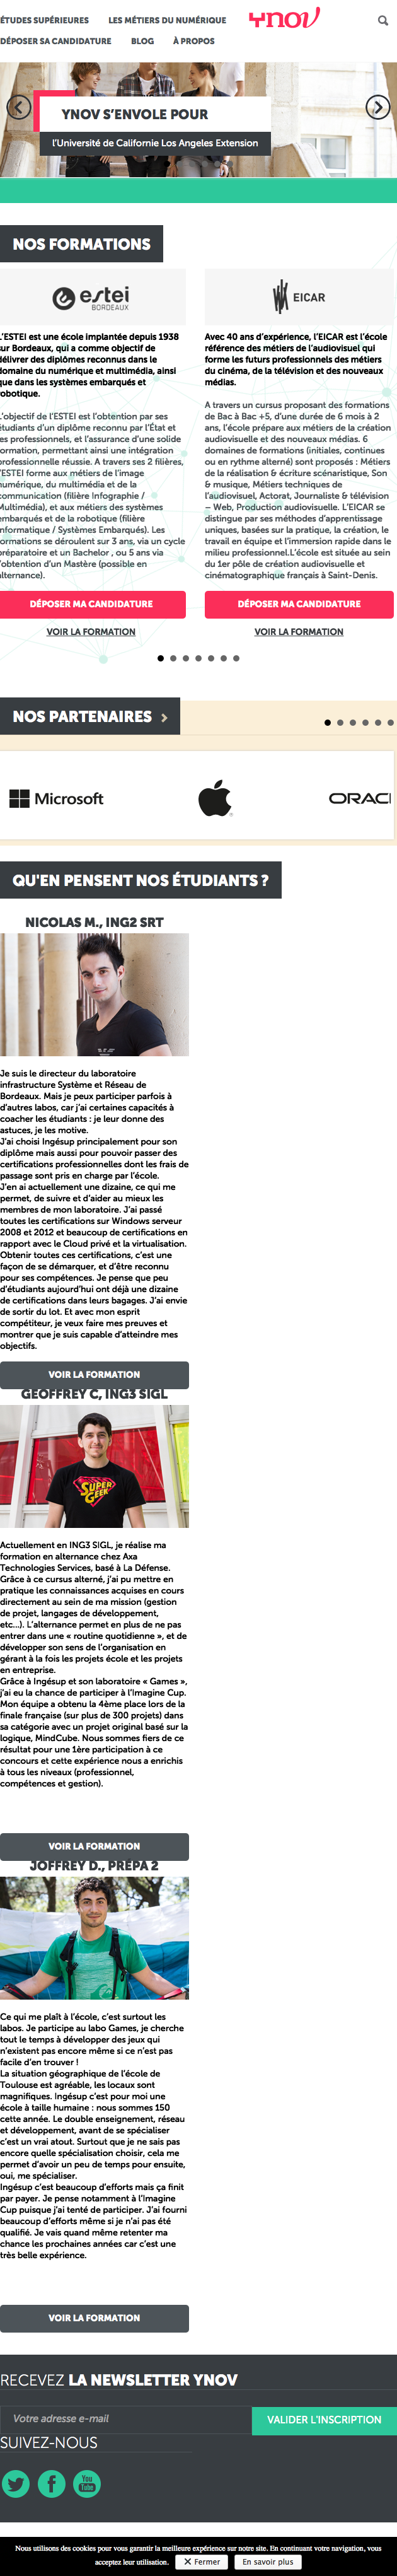 ÉTUDES SUPÉRIEURES LES MÉTIERS DU NUMÉRIQUE YNOV
DÉPOSER SA CANDIDATURE BLOG À PROPOS
YNOV S'ENVOLE POUR
l'Université de Californie Los Angeles Extension
NOS FORMATIONS
estei
BORDEAUX
L'ESTEI est une école implantée depuis 1938
sur Bordeaux, qui a comme objectif de
délivrer des diplômes reconnus dans le
domaine du numérique et multimédia, ainsi
que dans les systèmes embarqués et
robotique.
L'objectif de l'ESTEI est l'obtention par ses
étudiants d'un diplôme reconnu par l'État et
les professionnels, et l'assurance d'une solide
formation, permettant ainsi une intégration
professionnelle réussie. A travers ses 2 filières,
l'ESTEI forme aux métiers de l'image
numérique, du multimédia et de la
communication (filière Infographie /
Multimédia), et aux métiers des systèmes
embarqués et de la robotique (filière
Informatique / Systèmes Embarqués). Les
formations se déroulent sur 3 ans, via un cycle
préparatoire et un Bachelor , ou 5 ans via
l'obtention d'un Mastère (possible en
alternance).
DÉPOSER MA CANDIDATURE
VOIR LA FORMATION
EICAR
Avec 40 ans d'expérience, l'EICAR est l'école
référence des métiers de l'audiovisuel qui
forme les futurs professionnels des métiers
du cinéma, de la télévision et des nouveaux
médias.
A travers un cursus proposant des formations
de Bac à Bac +5, d'une durée de 6 mois à 2
ans, l'école prépare aux métiers de la création
audiovisuelle et des nouveaux médias. 6
domaines de formations (initiales, continues
ou en rythme alterné) sont proposés : Métiers
de la réalisation & écriture scénaristique, Son
& musique, Métiers techniques de
l'audiovisuel, Acteurs, Journaliste & télévision
– Web, Production audiovisuelle. L'EICAR se
distingue par ses méthodes d'apprentissage
uniques, basées sur la pratique, la création, le
travail en équipe et l'immersion rapide dans le
milieu professionnel.L'école est située au sein
du 1er pôle de création audiovisuelle et
cinématographique français à Saint-Denis.
DÉPOSER MA CANDIDATURE
VOIR LA FORMATION
NOS PARTENAIRES
Microsoft ORACL
QU'EN PENSENT NOS ÉTUDIANTS ?
NICOLAS M., ING2 SRT
Je suis le directeur du laboratoire
infrastructure Système et Réseau de
Bordeaux. Mais je peux participer parfois à
d'autres labos, car j'ai certaines capacités à
coacher les étudiants : je leur donne des
astuces, je les motive.
J'ai choisi Ingésup principalement pour son
diplôme mais aussi pour pouvoir passer des
certifications professionnelles dont les frais de
passage sont pris en charge par l'école.
J'en ai actuellement une dizaine, ce qui me
permet, de suivre et d'aider au mieux les
membres de mon laboratoire. J'ai passé
toutes les certifications sur Windows serveur
2008 et 2012 et beaucoup de certifications en
rapport avec le Cloud privé et la virtualisation.
Obtenir toutes ces certifications, c'est une
façon de se démarquer, et d'être reconnu
pour ses compétences. Je pense que peu
d'étudiants aujourd'hui ont déjà une dizaine
de certifications dans leurs bagages. J'ai envie
de sortir du lot. Et avec mon esprit
compétiteur, je veux faire mes preuves et
montrer que je suis capable d'atteindre mes
objectifs.
VOIR LA FORMATION
GEOFFREY C, ING3 SIGL
SUPER
GEEK
Actuellement en ING3 SIGL, je réalise ma
formation en alternance chez Axa
Technologies Services, basé à La Défense.
Grâce à ce cursus alterné, j'ai pu mettre en
pratique les connaissances acquises en cours
directement au sein de ma mission (gestion
de projet, langages de développement,
etc...). L'alternance permet en plus de ne pas
entrer dans une « routine quotidienne », et de
développer son sens de l'organisation en
gérant à la fois les projets école et les projets
en entreprise.
Grâce à Ingésup et son laboratoire « Games »,
j'ai eu la chance de participer à l'Imagine Cup.
Mon équipe a obtenu la 4ème place lors de la
finale française (sur plus de 300 projets) dans
sa catégorie avec un projet original basé sur la
logique, MindCube. Nous sommes fiers de ce
résultat pour une 1ère participation à ce
concours et cette expérience nous a enrichis
à tous les niveaux (professionnel,
compétences et gestion).
VOIR LA FORMATION
JOFFREY D., PRÉPA 2
Ce qui me plaît à l'école, c'est surtout les
labos. Je participe au labo Games, je cherche
tout le temps à développer des jeux qui
n'existent pas encore même si ce n'est pas
facile d'en trouver !
La situation géographique de l'école de
Toulouse est agréable, les locaux sont
magnifiques. Ingésup c'est pour moi une
école à taille humaine : nous sommes 150
cette année. Le double enseignement, réseau
et développement, avant de se spécialiser
c'est un vrai atout. Surtout que je ne sais pas
encore quelle spécialisation choisir, cela me
permet d'avoir un peu de temps pour ensuite,
oui, me spécialiser.
Ingésup c'est beaucoup d'efforts mais ça finit
par payer. Je pense notamment à l'Imagine
Cup puisque j'ai tenté de participer. J'ai fourni
beaucoup d'efforts même si je n'ai pas été
qualifié. Je vais quand même retenter ma
chance les prochaines années car c'est une
très belle expérience.
VOIR LA FORMATION
RECEVEZ LA NEWSLETTER YNOV
Votre adresse e-mail VALIDER L'INSCRIPTION
SUIVEZ-NOUS
You
Tube
Nous utilisons des cookies pour vous garantir la meilleure expérience sur notre site. En continuant votre navigation, vous
acceptez leur utilisation. Fermer En savoir plus